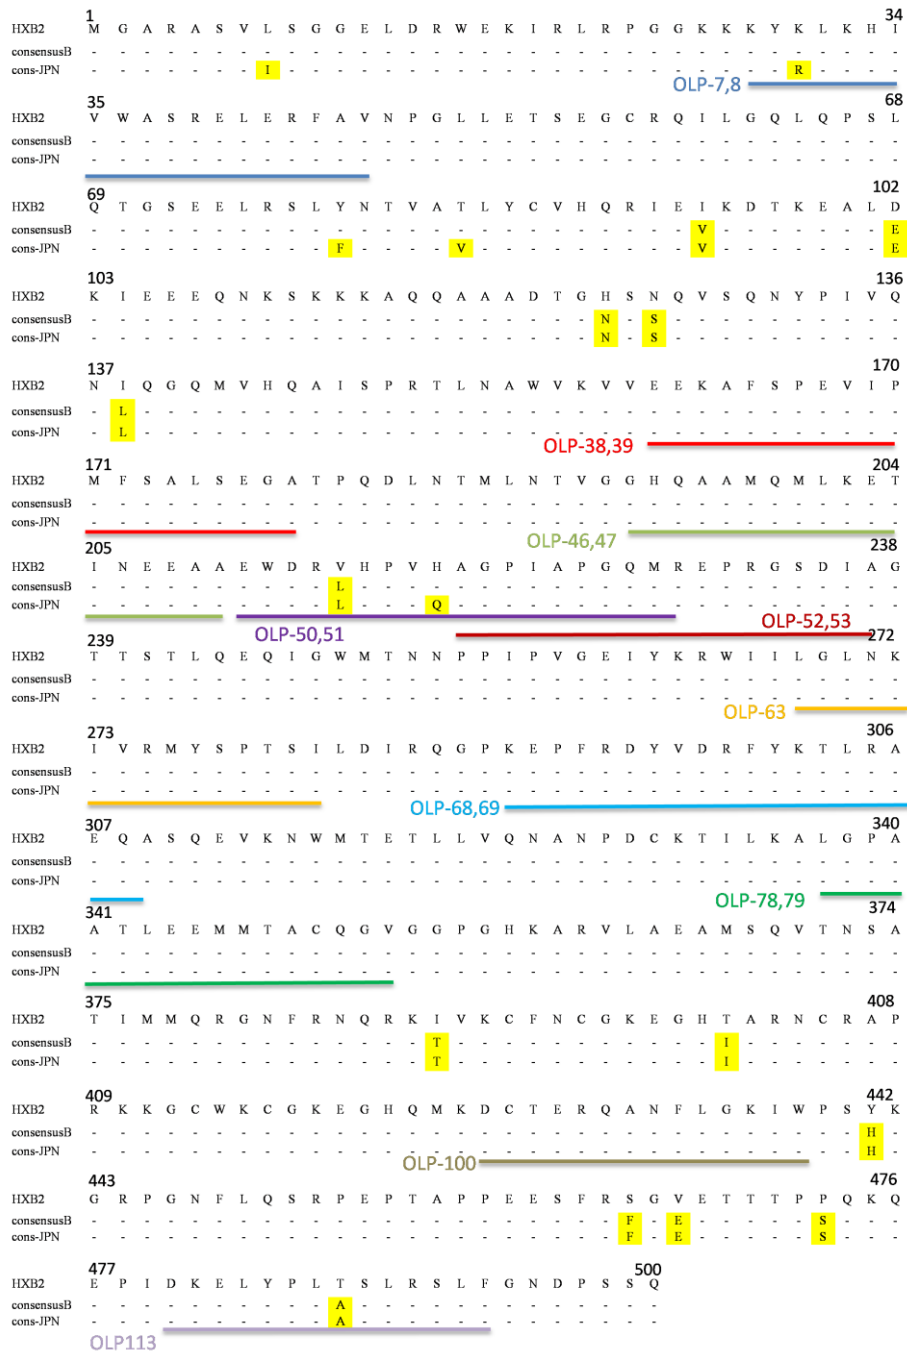 1 34
HXB2 M G A R A S V L S G G E L D R W E K I R L R P G G K K K Y K L K H I
consensusB - - - - - - - - - - - - - - - - - - - - - - - - - - - - - - - - - -
cons-JPN - - - - - - - I - - - - - - - - - - - - - - - - - - - - - R - - - -
OLP-7,8
35 68
HXB2 V W A S R E L E R F A V N P G L L E T S E G C R Q I L G Q L Q P S L
consensusB - - - - - - - - - - - - - - - - - - - - - - - - - - - - - - - - - -
cons-JPN - - - - - - - - - - - - - - - - - - - - - - - - - - - - - - - - - -
69 102
HXB2 Q T G S E E L R S L Y N T V A T L Y C V H Q R I E I K D T K E A L D
consensusB - - - - - - - - - - - - - - - - - - - - - - - - - V - - - - - - - E
cons-JPN - - - - - - - - - - F - - - - V - - - - - - - - - V - - - - - - - E
103 136
HXB2 K I E E E Q N K S K K K A Q Q A A A D T G H S N Q V S Q N Y P I V Q
consensusB - - - - - - - - - - - - - - - - - - - - - N - S - - - - - - - - - -
cons-JPN - - - - - - - - - - - - - - - - - - - - - N - S - - - - - - - - - -
137 170
HXB2 N I Q G Q M V H Q A I S P R T L N A W V K V V E E K A F S P E V I P
consensusB - L - - - - - - - - - - - - - - - - - - - - - - - - - - - - - - - -
cons-JPN - L - - - - - - - - - - - - - - - - - - - - - - - - - - - - - - - -
OLP-38,39
171 204
HXB2 M F S A L S E G A T P Q D L N T M L N T V G G H Q A A M Q M L K E T
consensusB - - - - - - - - - - - - - - - - - - - - - - - - - - - - - - - - - -
cons-JPN - - - - - - - - - - - - - - - - - - - - - - - - - - - - - - - - - -
OLP-46,47
205 238
HXB2 I N E E A A E W D R V H P V H A G P I A P G Q M R E P R G S D I A G
consensusB - - - - - - - - - - L - - - - - - - - - - - - - - - - - - - - - - -
cons-JPN - - - - - - - - - - L - - - Q - - - - - - - - - - - - - - - - - - -
OLP-50,51 OLP-52,53
239 272
HXB2 T T S T L Q E Q I G W M T N N P P I P V G E I Y K R W I I L G L N K
consensusB - - - - - - - - - - - - - - - - - - - - - - - - - - - - - - - - - -
cons-JPN - - - - - - - - - - - - - - - - - - - - - - - - - - - - - - - - - -
OLP-63
273 306
HXB2 I V R M Y S P T S I L D I R Q G P K E P F R D Y V D R F Y K T L R A
consensusB - - - - - - - - - - - - - - - - - - - - - - - - - - - - - - - - - -
cons-JPN - - - - - - - - - - - - - - - - - - - - - - - - - - - - - - - - - -
OLP-68,69
307 340
HXB2 E Q A S Q E V K N W M T E T L L V Q N A N P D C K T I L K A L G P A
consensusB - - - - - - - - - - - - - - - - - - - - - - - - - - - - - - - - - -
cons-JPN - - - - - - - - - - - - - - - - - - - - - - - - - - - - - - - - - -
OLP-78,79
341 374
HXB2 A T L E E M M T A C Q G V G G P G H K A R V L A E A M S Q V T N S A
consensusB - - - - - - - - - - - - - - - - - - - - - - - - - - - - - - - - - -
cons-JPN - - - - - - - - - - - - - - - - - - - - - - - - - - - - - - - - - -
375 408
HXB2 T I M M Q R G N F R N Q R K I V K C F N C G K E G H T A R N C R A P
consensusB - - - - - - - - - - - - - - T - - - - - - - - - - - I - - - - - - -
cons-JPN - - - - - - - - - - - - - - T - - - - - - - - - - - I - - - - - - -
409 442
HXB2 R K K G C W K C G K E G H Q M K D C T E R Q A N F L G K I W P S Y K
consensusB - - - - - - - - - - - - - - - - - - - - - - - - - - - - - - - - H -
cons-JPN - - - - - - - - - - - - - - - - - - - - - - - - - - - - - - - - H -
OLP-100
443 476
HXB2 G R P G N F L Q S R P E P T A P P E E S F R S G V E T T T P P Q K Q
consensusB - - - - - - - - - - - - - - - - - - - - - - F - E - - - - - S - - -
cons-JPN - - - - - - - - - - - - - - - - - - - - - - F - E - - - - - S - - -
477 500
HXB2 E P I D K E L Y P L T S L R S L F G N D P S S Q
consensusB - - - - - - - - - - A - - - - - - - - - - - - -
cons-JPN - - - - - - - - - - A - - - - - - - - - - - - -
OLP113